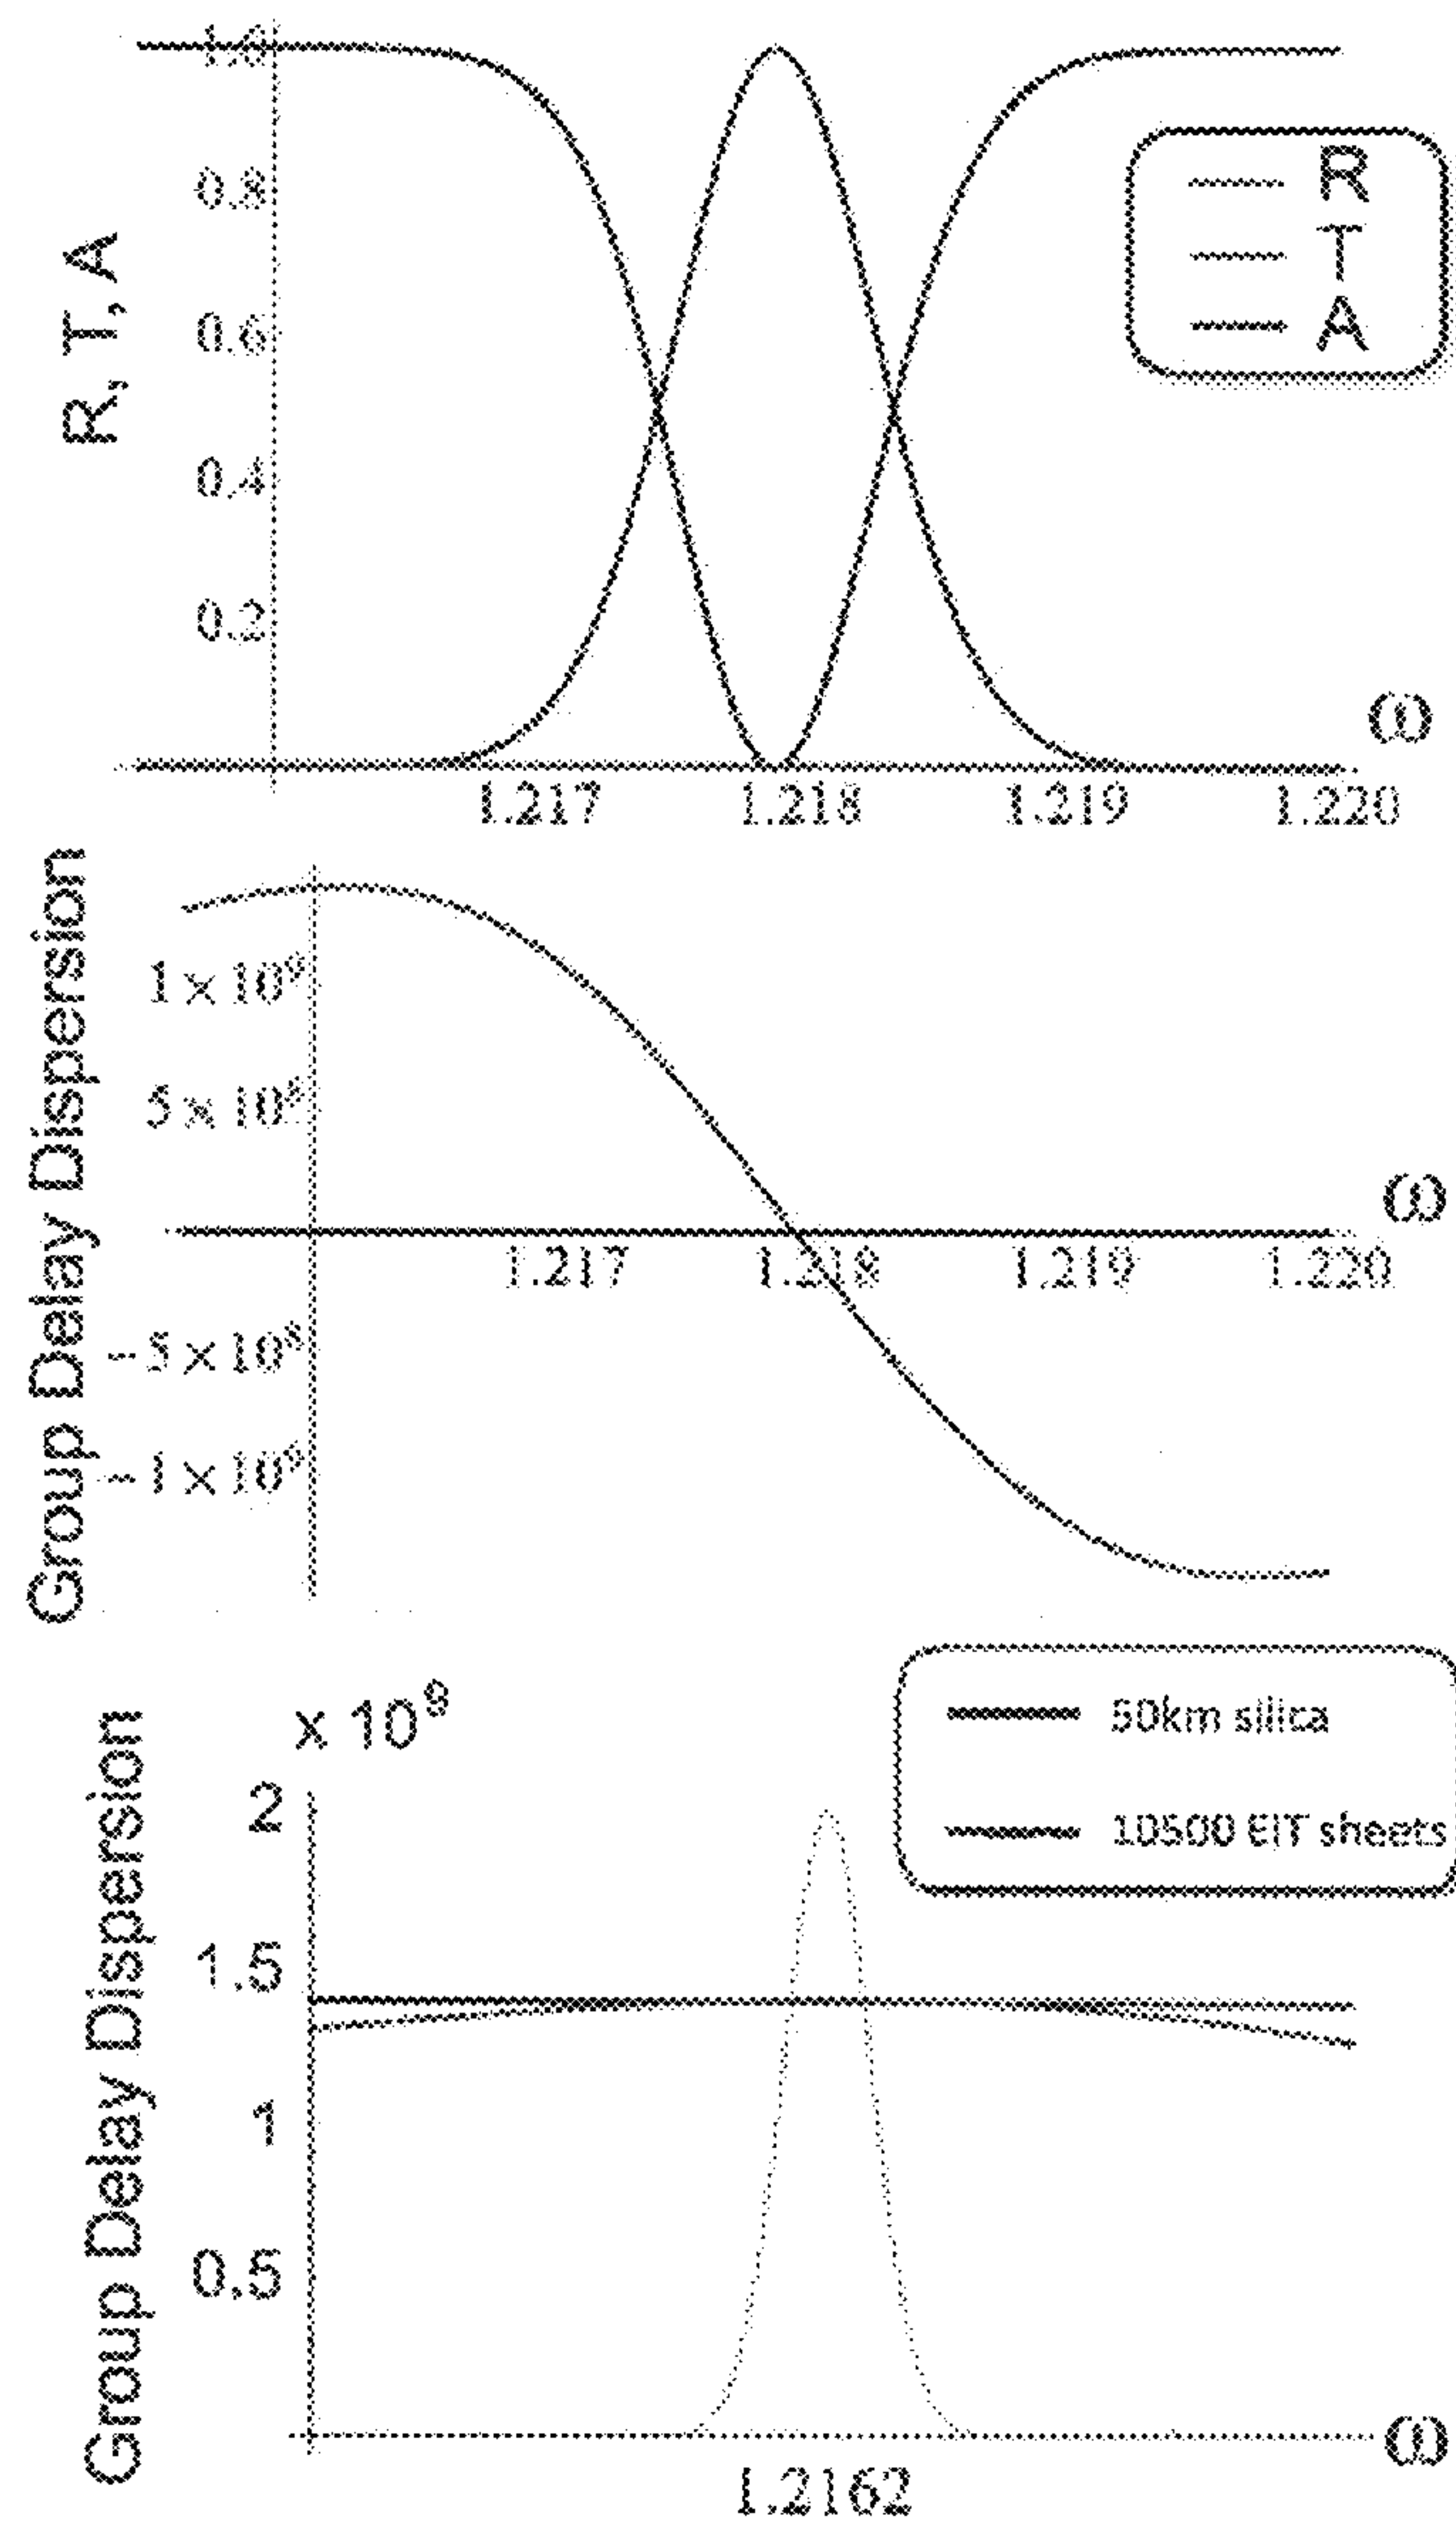 R, T, A
0.8
0.6
0.4
0.2
R
T
A
ω
1.217 1.218 1.219 1.220
Group Delay Dispersion
1×10⁹
5×10⁸
ω
1.217 1.218 1.219 1.220
-5×10⁸
-1×10⁹
Group Delay Dispersion
x 10⁹
2
1.5
1
0.5
50km silica
10500 EIT sheets
ω
1.2162